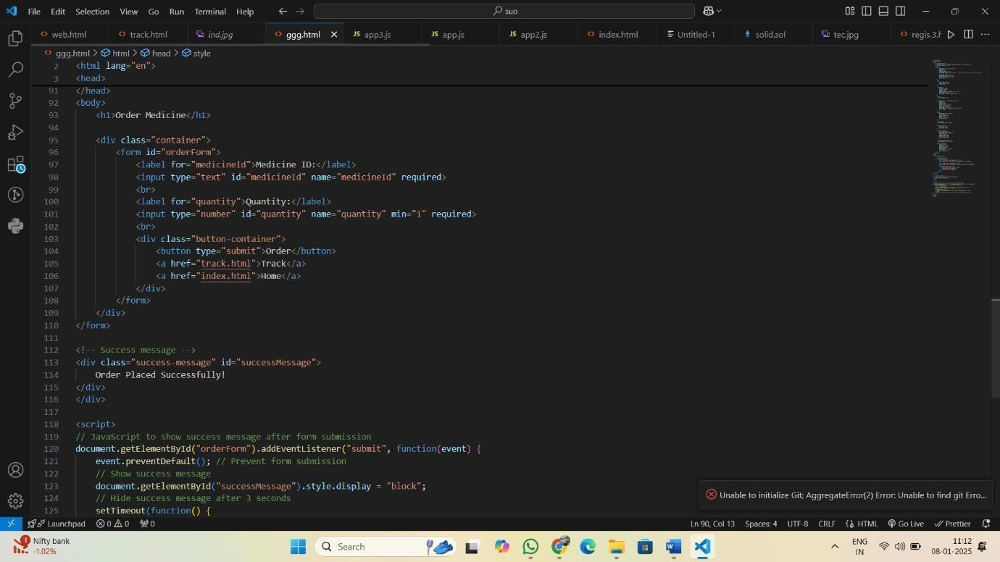 File Edit Selection View Go Run Terminal Help
suo
web.html track.html ind.jpg ggg.html JS app3.js JS app.js JS app2.js index.html Untitled-1 solid.sol tec.jpg regis.3.h
ggg.html > html > head > style
2 <html lang="en">
3 <head>
91 </head>
92 <body>
93 <h1>Order Medicine</h1>
94
95 <div class="container">
96 <form id="orderForm">
97 <label for="medicineId">Medicine ID:</label>
98 <input type="text" id="medicineId" name="medicineId" required>
99 <br>
100 <label for="quantity">Quantity:</label>
101 <input type="number" id="quantity" name="quantity" min="1" required>
102 <br>
103 <div class="button-container">
104 <button type="submit">Order</button>
105 <a href="track.html">Track</a>
106 <a href="index.html">Home</a>
107 </div>
108 </form>
109 </div>
110 </form>
111
112 <!-- Success message -->
113 <div class="success-message" id="successMessage">
114 Order Placed Successfully!
115 </div>
116 </div>
117
118 <script>
119 // JavaScript to show success message after form submission
120 document.getElementById("orderForm").addEventListener("submit", function(event) {
121 event.preventDefault(); // Prevent form submission
122 // Show success message
123 document.getElementById("successMessage").style.display = "block";
124 // Hide success message after 3 seconds
125 setTimeout(function() {
Unable to initialize Git; AggregateError(2) Error: Unable to find git Erro...
Launchpad 0 0 0 Ln 90, Col 13 Spaces: 4 UTF-8 CRLF HTML Go Live Prettier
1 Nifty bank
-1.02%
Search
ENG
IN
11:12
08-01-2025